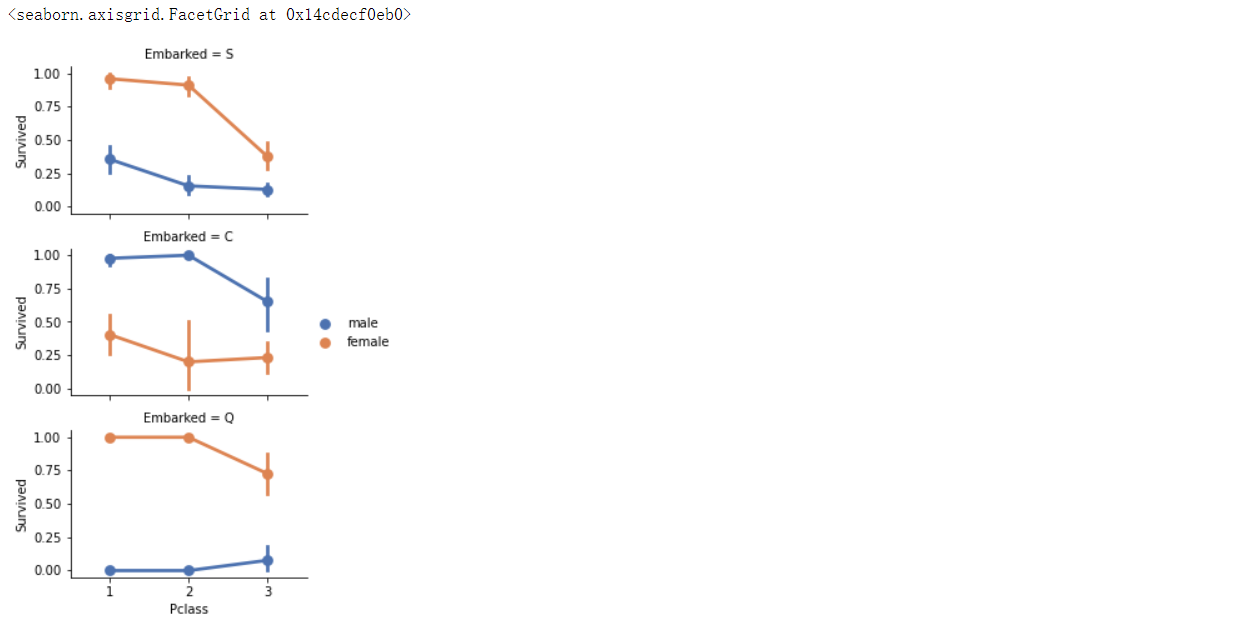 <seaborn.axisgrid.FacetGrid at 0x14cdecf0eb0>
Embarked = S
1.00
0.75
0.50
0.25
0.00
Survived
Embarked = C
1.00
0.75
0.50
0.25
0.00
Survived
male
female
Embarked = Q
1.00
0.75
0.50
0.25
0.00
Survived
1 2 3
Pclass